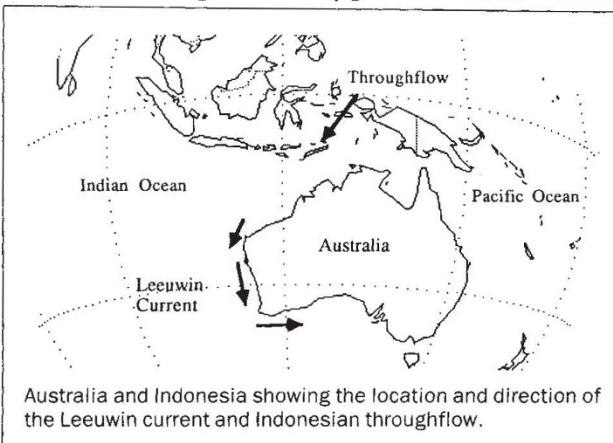 Throughflow
Indian Ocean
Pacific Ocean
Australia
Leeuwin
Current
Australia and Indonesia showing the location and direction of
the Leeuwin current and Indonesian throughflow.